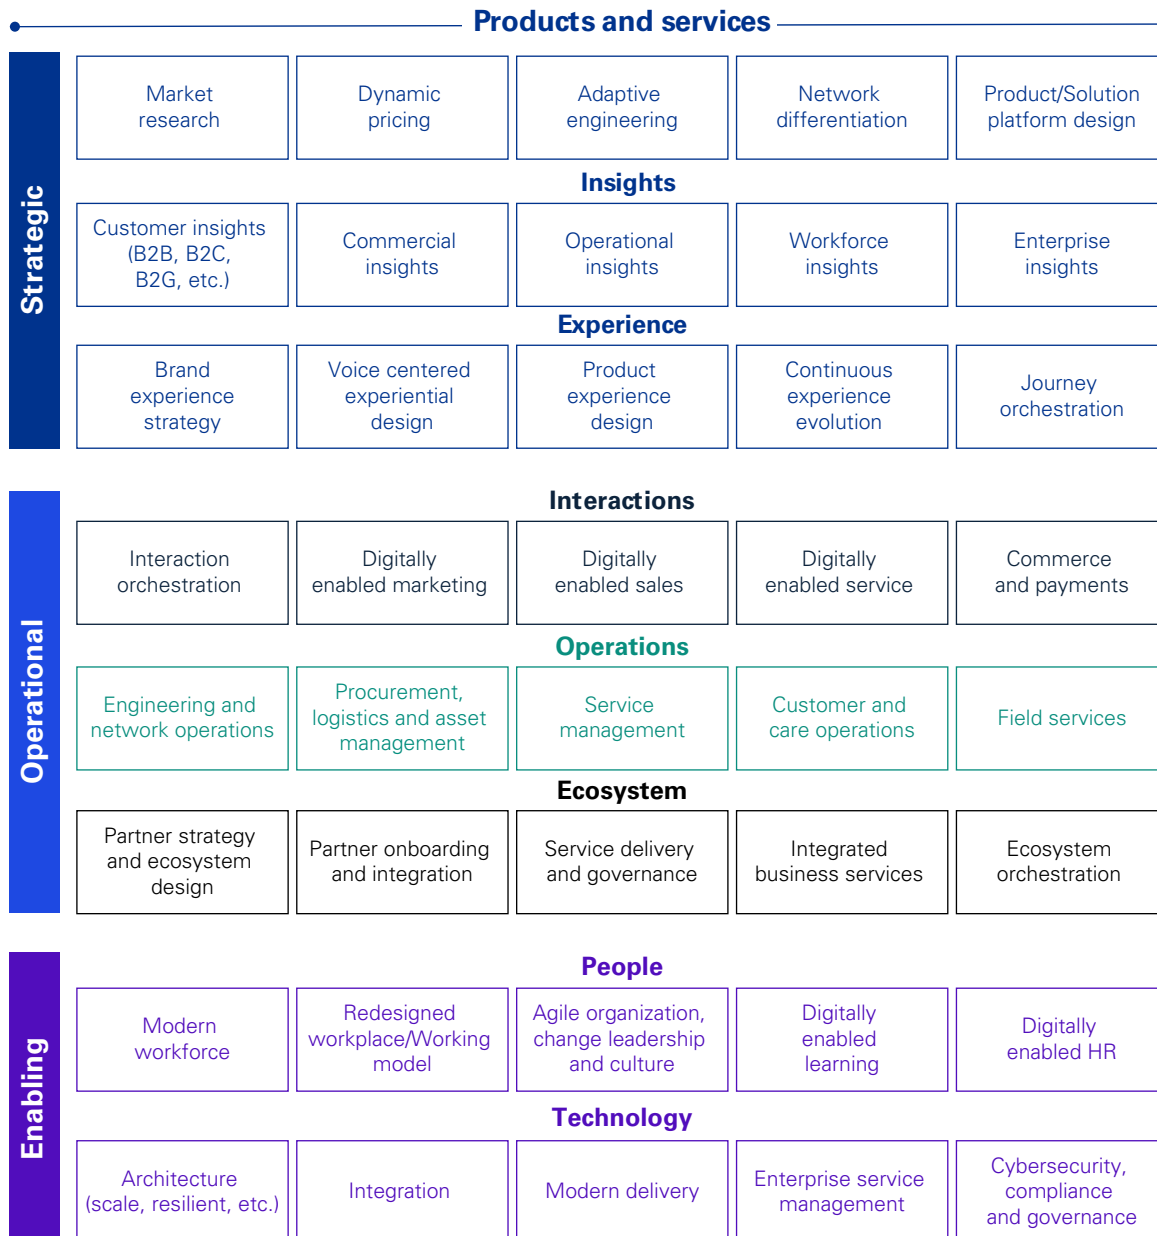 Products and services
Strategic
Market
research
Dynamic
pricing
Adaptive
engineering
Network
differentiation
Product/Solution
platform design
Insights
Customer insights
(B2B, B2C,
B2G, etc.)
Commercial
insights
Operational
insights
Workforce
insights
Enterprise
insights
Experience
Brand
experience
strategy
Voice centered
experiential
design
Product
experience
design
Continuous
experience
evolution
Journey
orchestration
Operational
Interactions
Interaction
orchestration
Digitally
enabled marketing
Digitally
enabled sales
Digitally
enabled service
Commerce
and payments
Operations
Engineering and
network operations
Procurement,
logistics and asset
management
Service
management
Customer and
care operations
Field services
Ecosystem
Partner strategy
and ecosystem
design
Partner onboarding
and integration
Service delivery
and governance
Integrated
business services
Ecosystem
orchestration
Enabling
People
Modern
workforce
Redesigned
workplace/Working
model
Agile organization,
change leadership
and culture
Digitally
enabled
learning
Digitally
enabled HR
Technology
Architecture
(scale, resilient, etc.)
Integration
Modern delivery
Enterprise service
management
Cybersecurity,
compliance
and governance